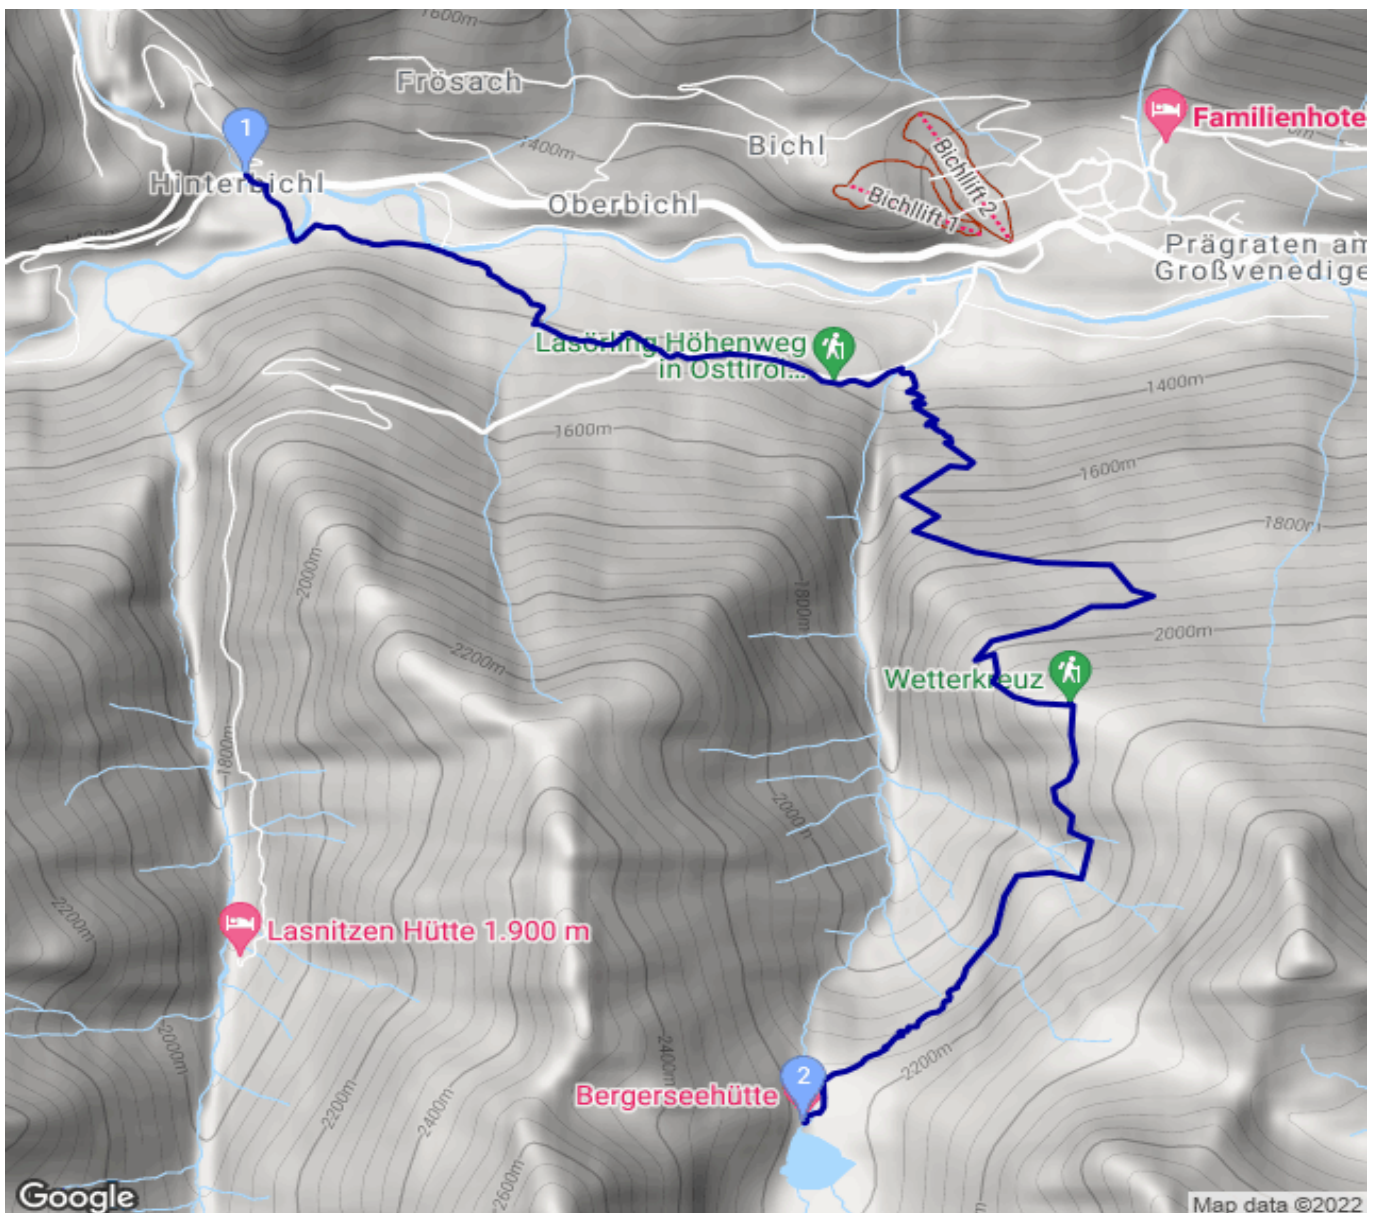 1600m
Frösach
Familienhote
1
1400m
Bichl
Bichllift 2
Hinterbichl
Bichllift 1
Oberbichl
Prägraten am
Großvenedige
Lasörling Höhenweg
in Osttirol...
1400m
1600m
1600m
1800m
2000m
1800m
2000m
2200m
Wetterkreuz
1800m
2000m
2200m
Lasnitzen Hütte 1.900 m
2000m
2400m
2200m
2
Bergerseehütte
2200m
2400m
2600m
Google
Map data ©2022